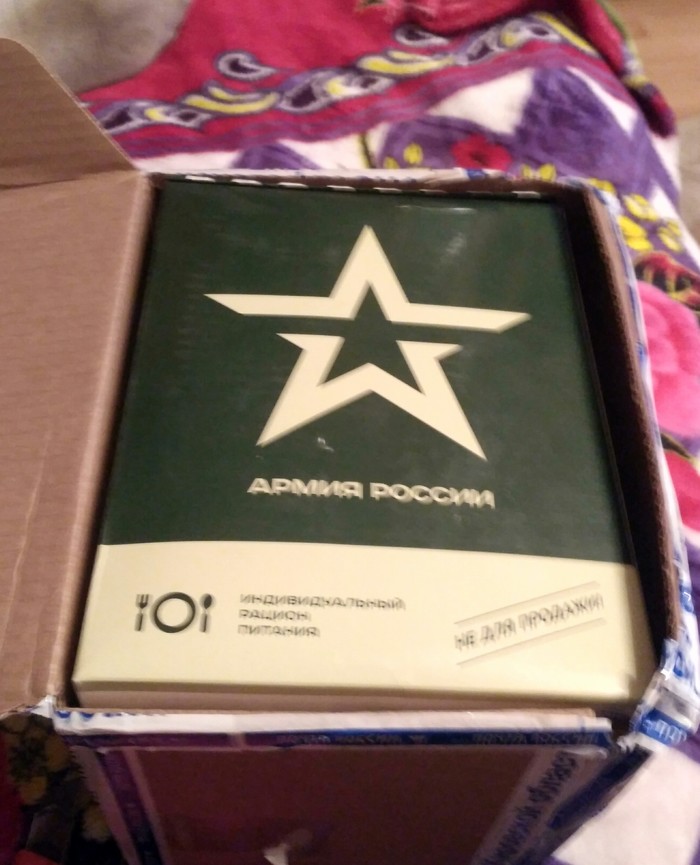 АРМИЯ РОССИИ
ИНДИВИДУАЛЬНЫЙ
РАЦИОН
ПИТАНИЯ
НЕ ДЛЯ ПРОДАЖИ